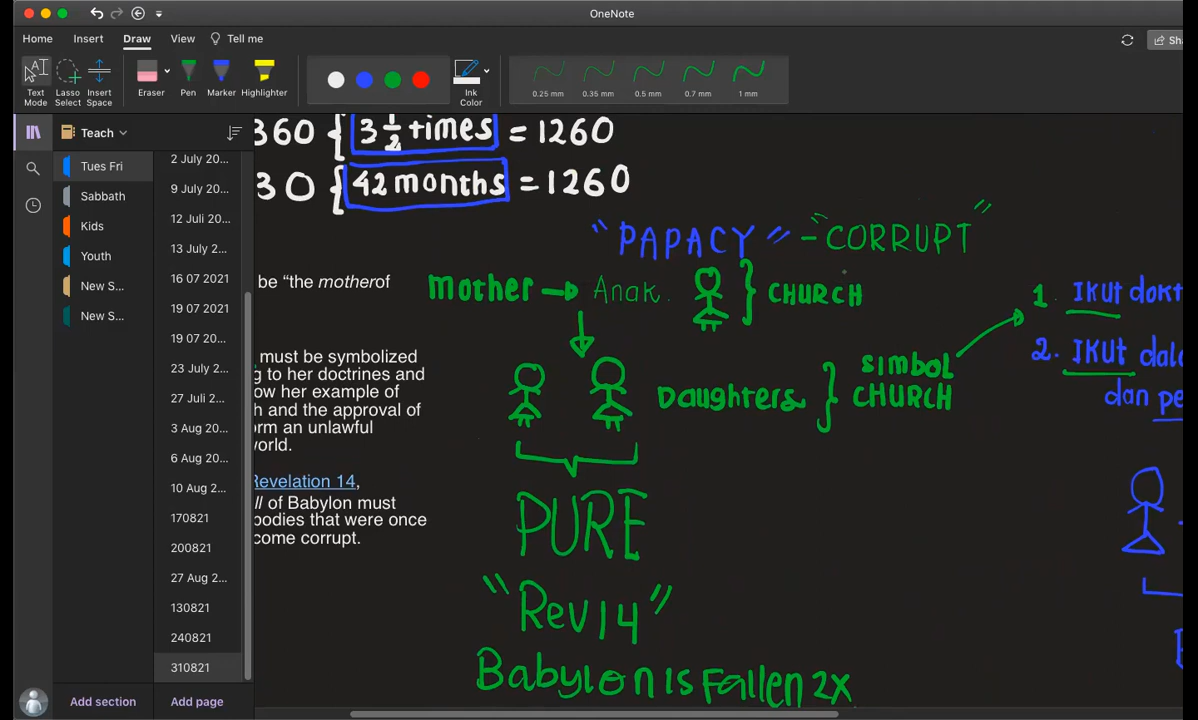 OneNote
Home Insert Draw View Tell me
Sha
Text Mode
Lasso Select
Insert Space
Eraser
Pen
Marker
Highlighter
Ink Color
0.25 mm 0.35 mm 0.5 mm 0.7 mm 1 mm
Teach
Tues Fri
Sabbath
Kids
Youth
New S...
New S...
2 July 20...
9 July 20...
12 Juli 20...
13 July 2...
16 07 2021
19 07 2021
19 07 20...
23 July 2...
27 Juli 2...
3 Aug 20...
6 Aug 20...
10 Aug 2...
170821
200821
27 Aug 2...
130821
240821
310821
Add section
Add page
360 { 3 1/2 times = 1260
30 { 42 months = 1260
"PAPACY" - "CORRUPT"
be "the mother of
mother → Anak. } CHURCH
must be symbolized
g to her doctrines and
ow her example of
h and the approval of
orm an unlawful
world.
Revelation 14,
all of Babylon must
bodies that were once
come corrupt.
Daughters } SIMBOL CHURCH
1. IKUT dokt
2. IKUT dala
dan pe
PURE
"Rev 14"
Babylon is Fallen 2x